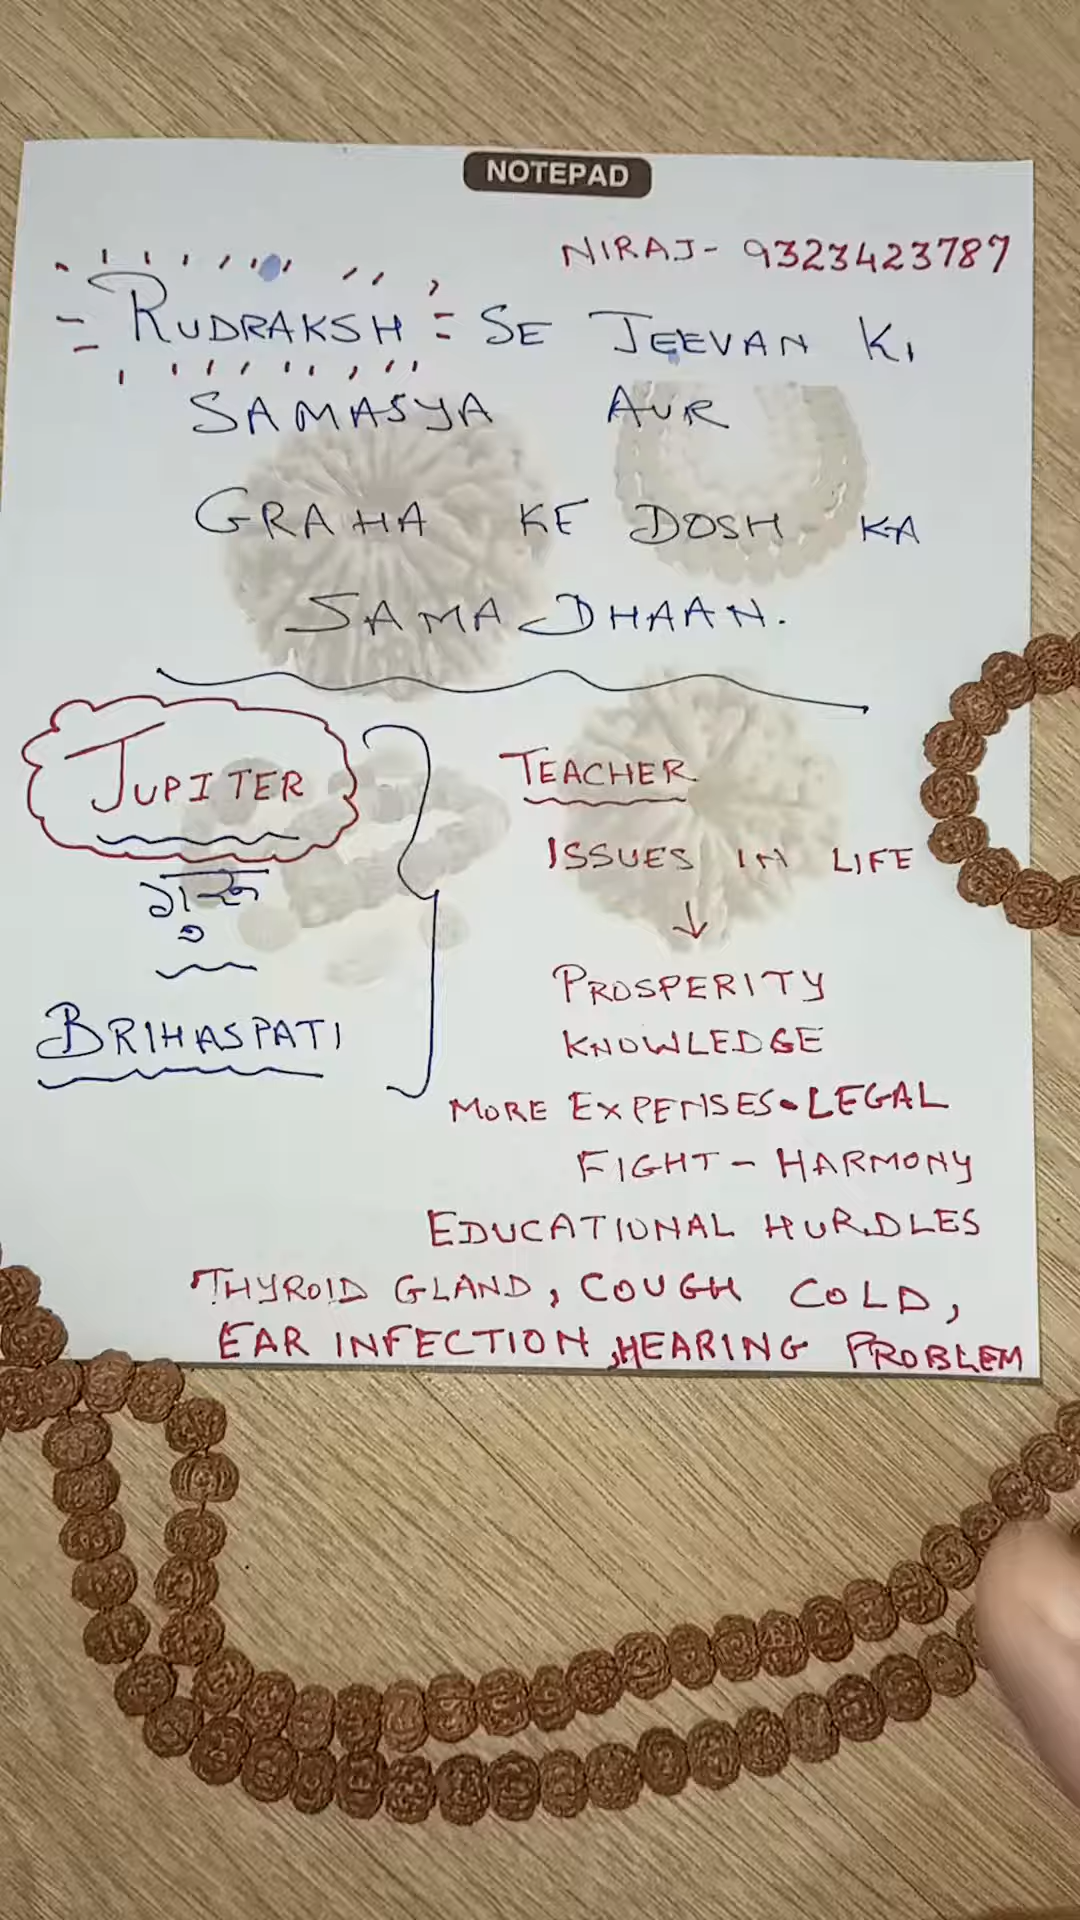 NOTEPAD
NIRAJ- 9323423787
RUDRAKSH SE JEEVAN KI
SAMASYA AUR
GRAHA KE DOSH KA
SAMADHAAN.
JUPITER
गुरु
BRIHASPATI
TEACHER
ISSUES IN LIFE
↓
PROSPERITY
KNOWLEDGE
MORE EXPENSES • LEGAL
FIGHT - HARMONY
EDUCATIONAL HURDLES
THYROID GLAND, COUGH COLD,
EAR INFECTION, HEARING PROBLEM